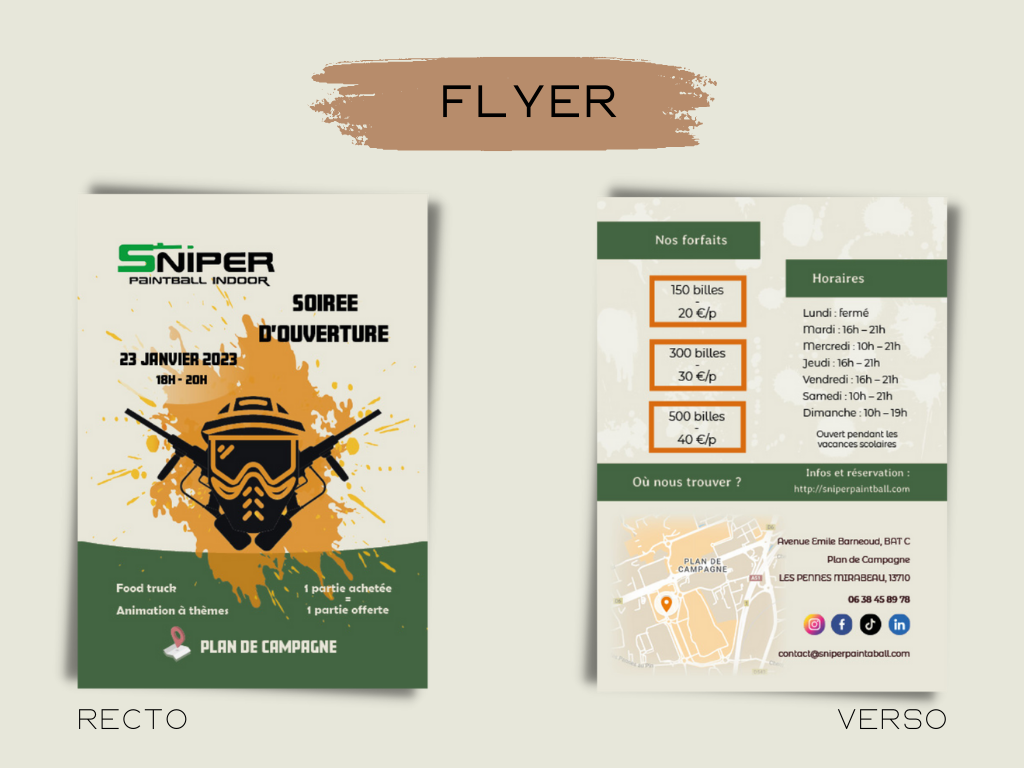 FLYER
SNIPER
PAINTBALL INDOOR
SOIREE
D'OUVERTURE
23 JANVIER 2023
18H - 20H
Food truck
Animation à thèmes
1 partie achetée
=
1 partie offerte
PLAN DE CAMPAGNE
RECTO
Nos forfaits
150 billes
-
20 €/p
300 billes
-
30 €/p
500 billes
-
40 €/p
Horaires
Lundi : fermé
Mardi : 16h – 21h
Mercredi : 10h – 21h
Jeudi : 16h – 21h
Vendredi : 16h – 21h
Samedi : 10h – 21h
Dimanche : 10h – 19h
Ouvert pendant les
vacances scolaires
Où nous trouver ?
Infos et réservation :
http://sniperpaintball.com
PLAN DE
CAMPAGNE
A51
Avenue Emile Barneoud, BAT C
Plan de Campagne
LES PENNES MIRABEAU, 13710
06 38 45 89 78
contact@sniperpaintaball.com
VERSO